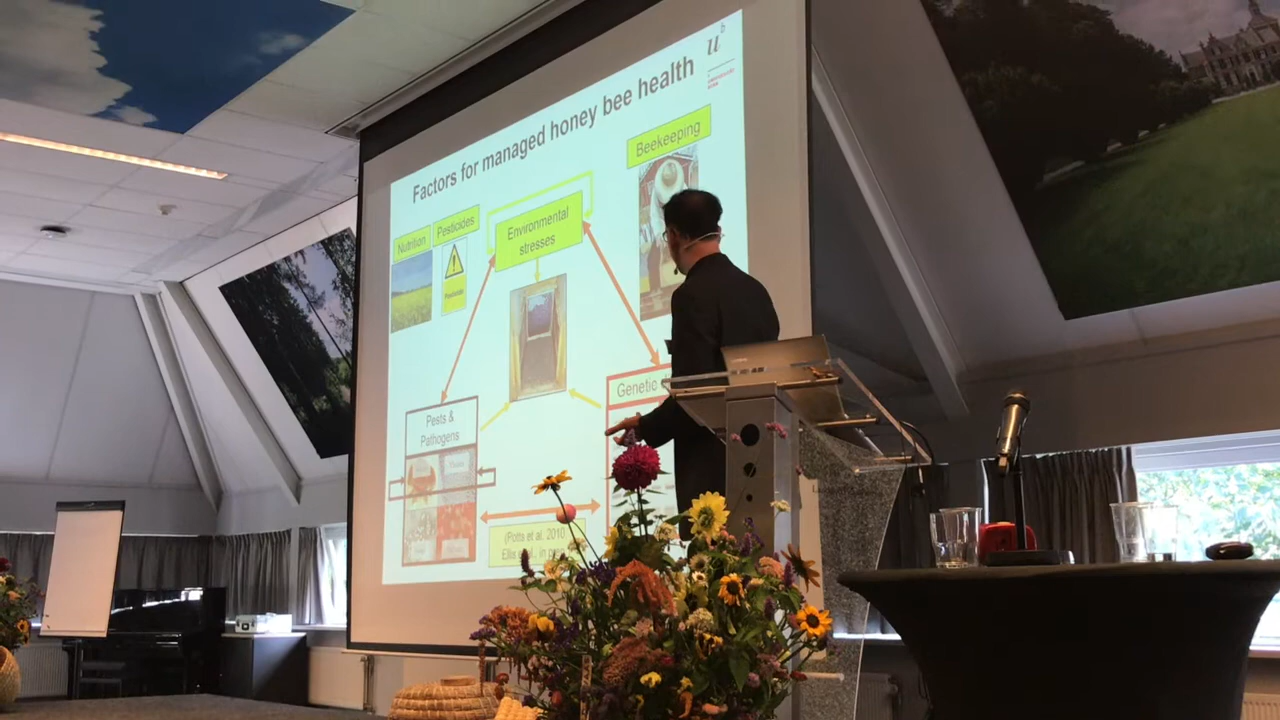 Factors for managed honey bee health
u
b
Beekeeping
Nutrition
Pesticides
Environmental
stresses
Genetic
Pests &
Pathogens
(Potts et al. 2010